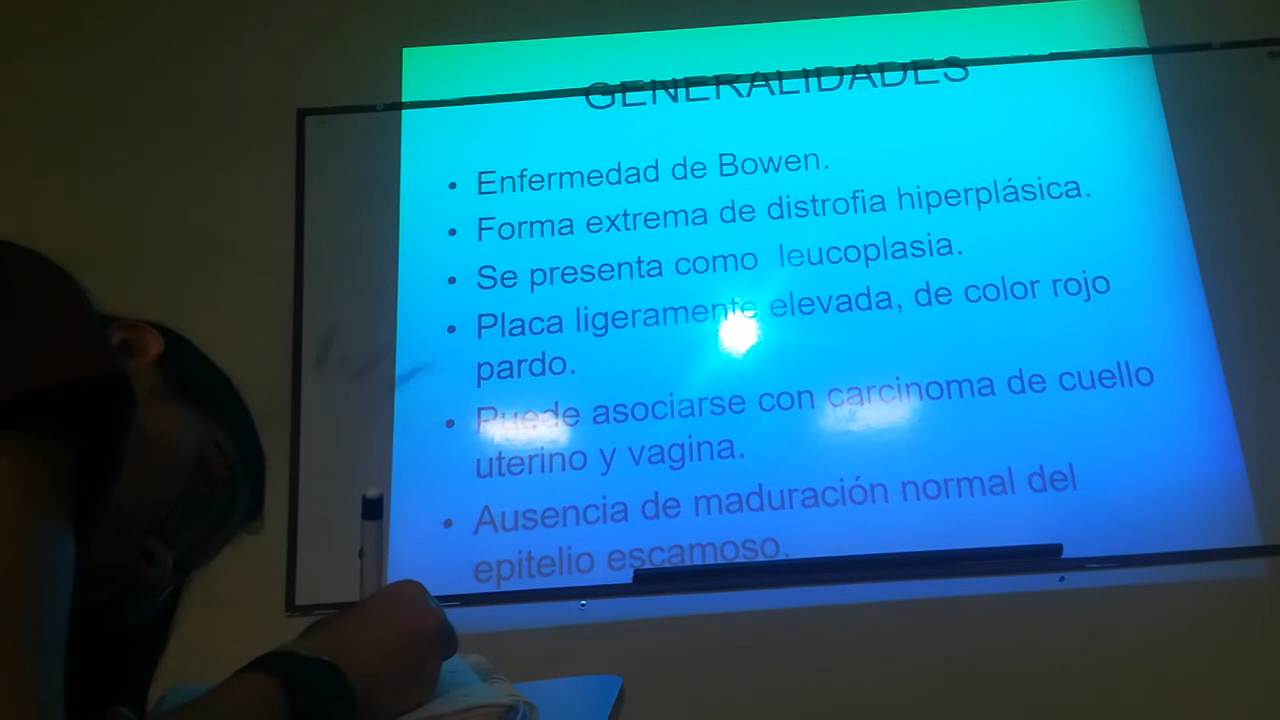 GENERALIDADES
• Enfermedad de Bowen.
• Forma extrema de distrofia hiperplásica.
• Se presenta como leucoplasia.
• Placa ligeramente elevada, de color rojo
pardo.
• Puede asociarse con carcinoma de cuello
uterino y vagina.
• Ausencia de maduración normal del
epitelio escamoso.